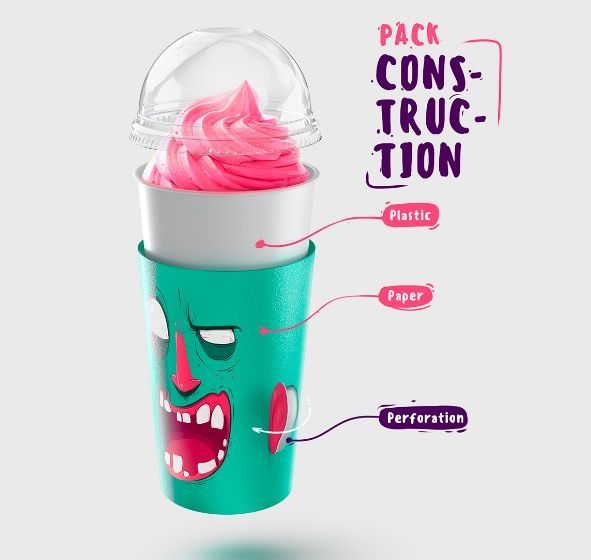 PACK
CONS-
TRUC-
TION
Plastic
Paper
Perforation